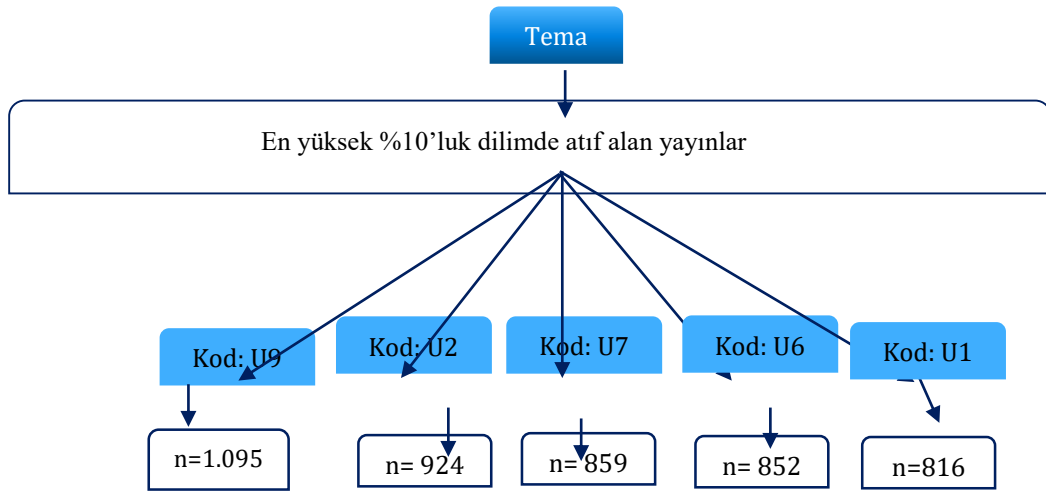 Tema
En yüksek %10’luk dilimde atıf alan yayınlar
Kod: U9
Kod: U2
Kod: U7
Kod: U6
Kod: U1
n=1.095
n= 924
n= 859
n= 852
n=816